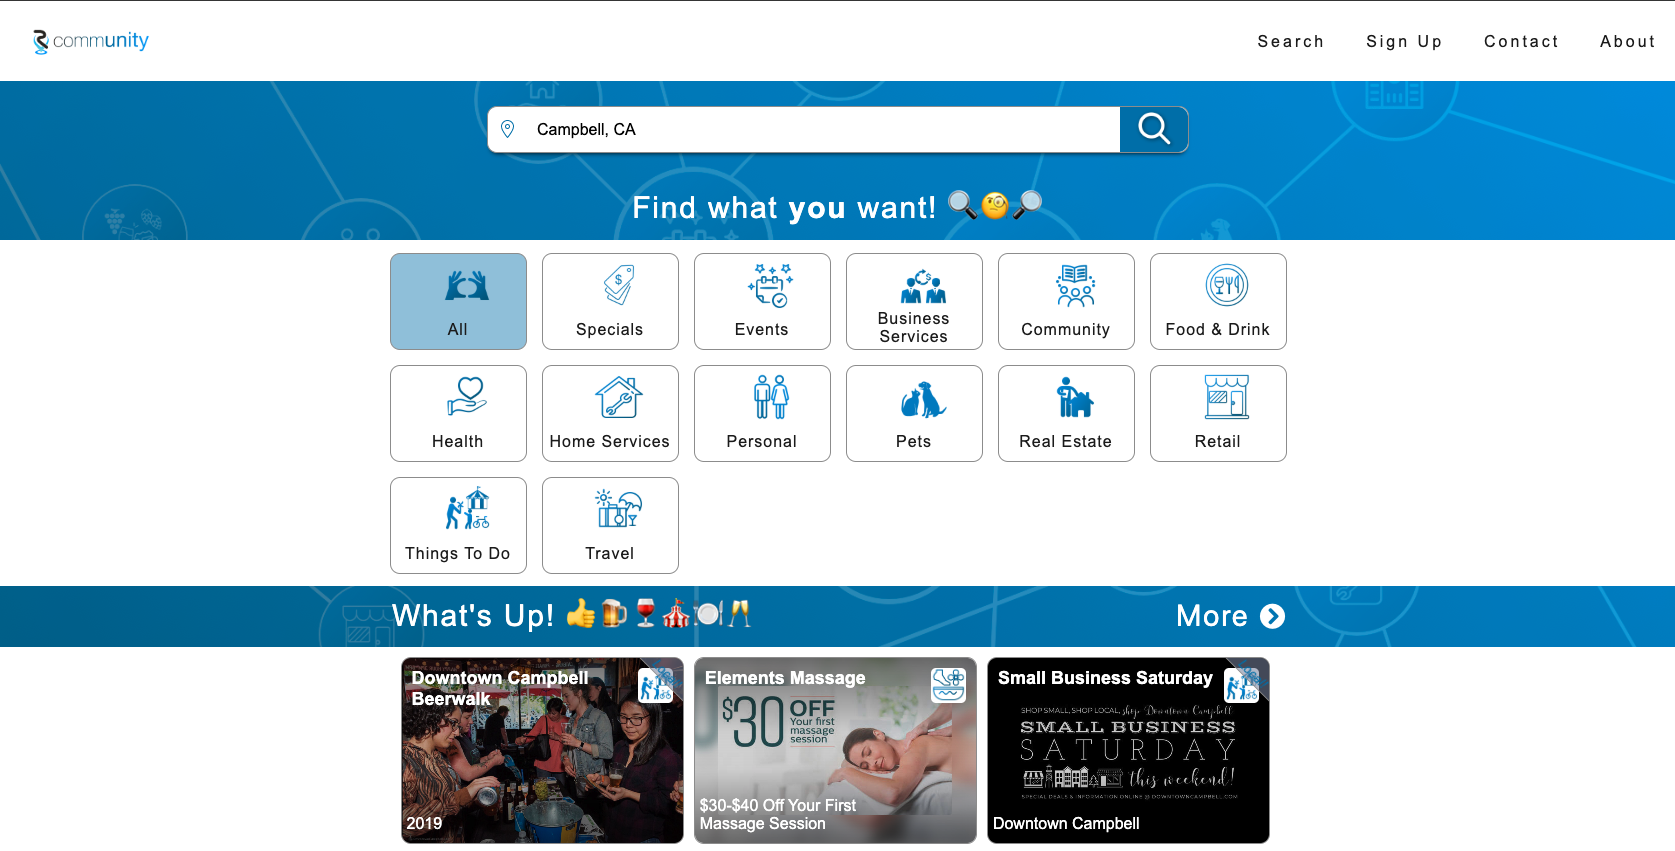 community
Search Sign Up Contact About
Campbell, CA
Find what you want! 🔍🧐🔎
All
Specials
Events
Business
Services
Community
Food & Drink
Health
Home Services
Personal
Pets
Real Estate
Retail
Things To Do
Travel
What's Up! 👍🍺🍷🎪🍽️🥂
More
Downtown Campbell
Beerwalk
2019
Elements Massage
$30 OFF
Your first
massage
session
$30-$40 Off Your First
Massage Session
Small Business Saturday
SHOP SMALL, SHOP LOCAL, shop Downtown Campbell
SMALL BUSINESS
SATURDAY
this weekend!
SPECIAL DEALS & INFORMATION ONLINE @ DOWNTOWNCAMPBELL.COM
Downtown Campbell